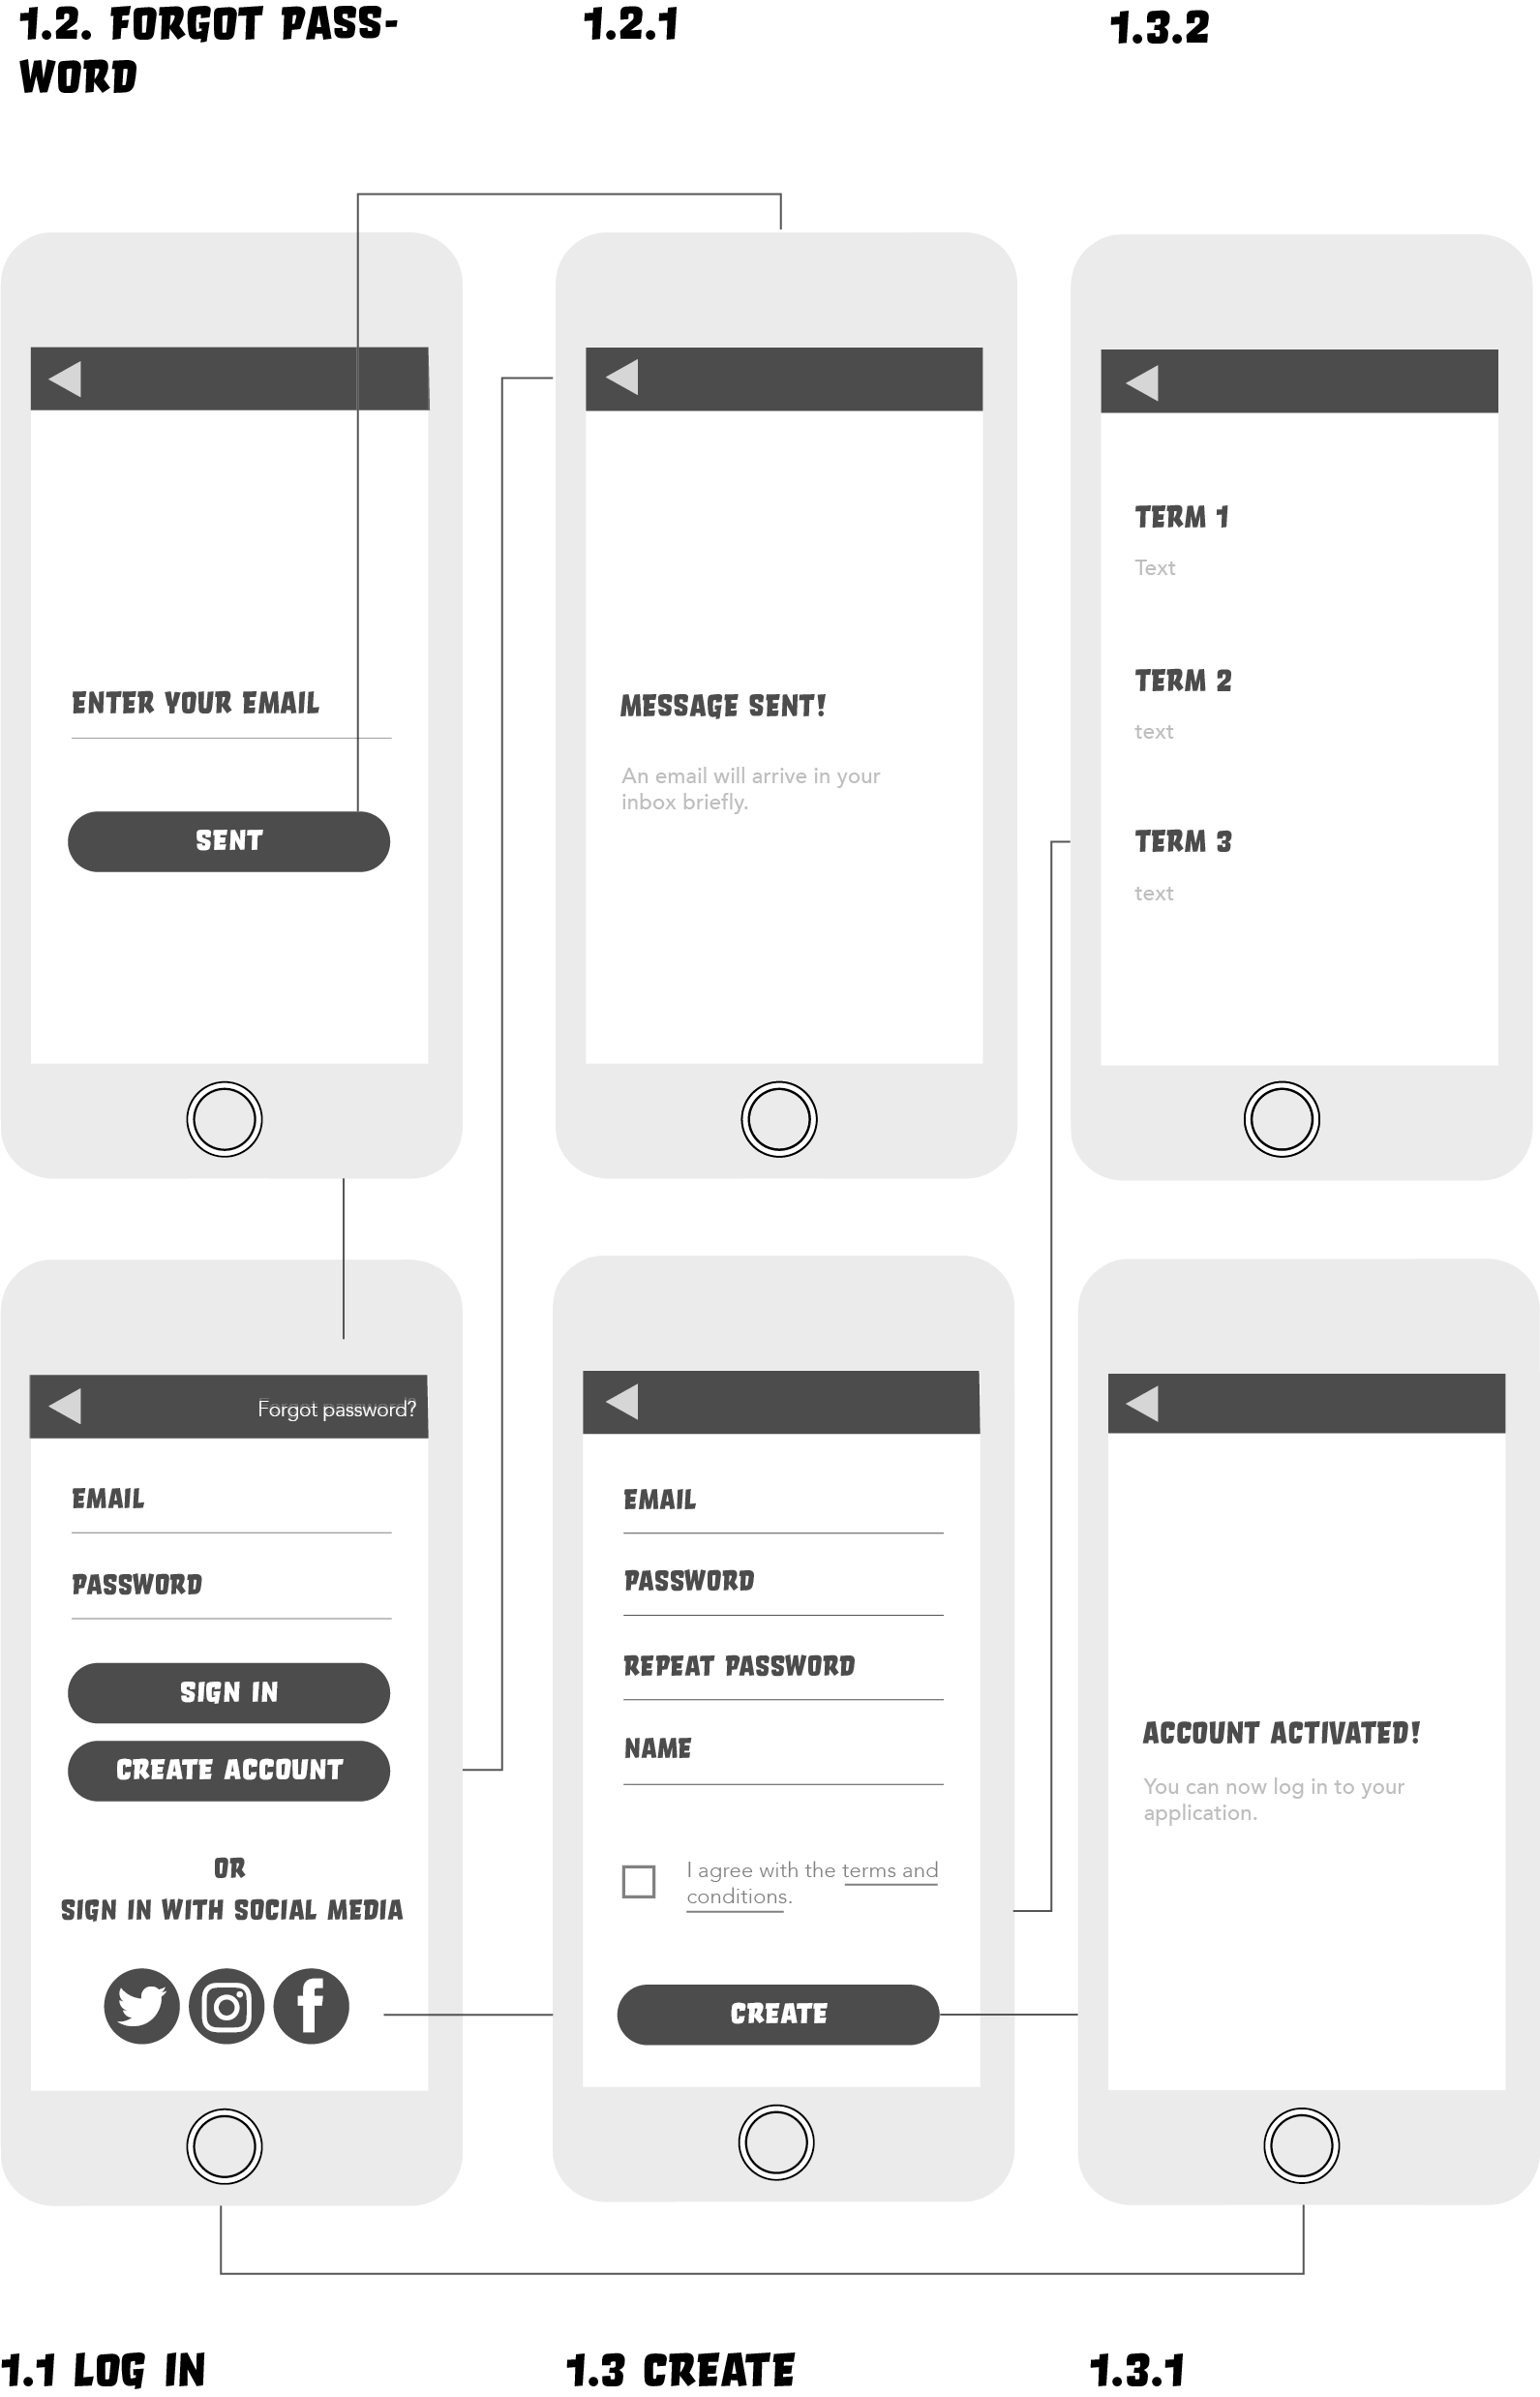 1.2. FORGOT PASS-
WORD
1.2.1
1.3.2
ENTER YOUR EMAIL
SENT
MESSAGE SENT!
An email will arrive in your
inbox briefly.
TERM 1
Text
TERM 2
text
TERM 3
text
Forgot password?
EMAIL
PASSWORD
SIGN IN
CREATE ACCOUNT
OR
SIGN IN WITH SOCIAL MEDIA
f
EMAIL
PASSWORD
REPEAT PASSWORD
NAME
I agree with the terms and
conditions.
CREATE
ACCOUNT ACTIVATED!
You can now log in to your
application.
1.1 LOG IN
1.3 CREATE
1.3.1